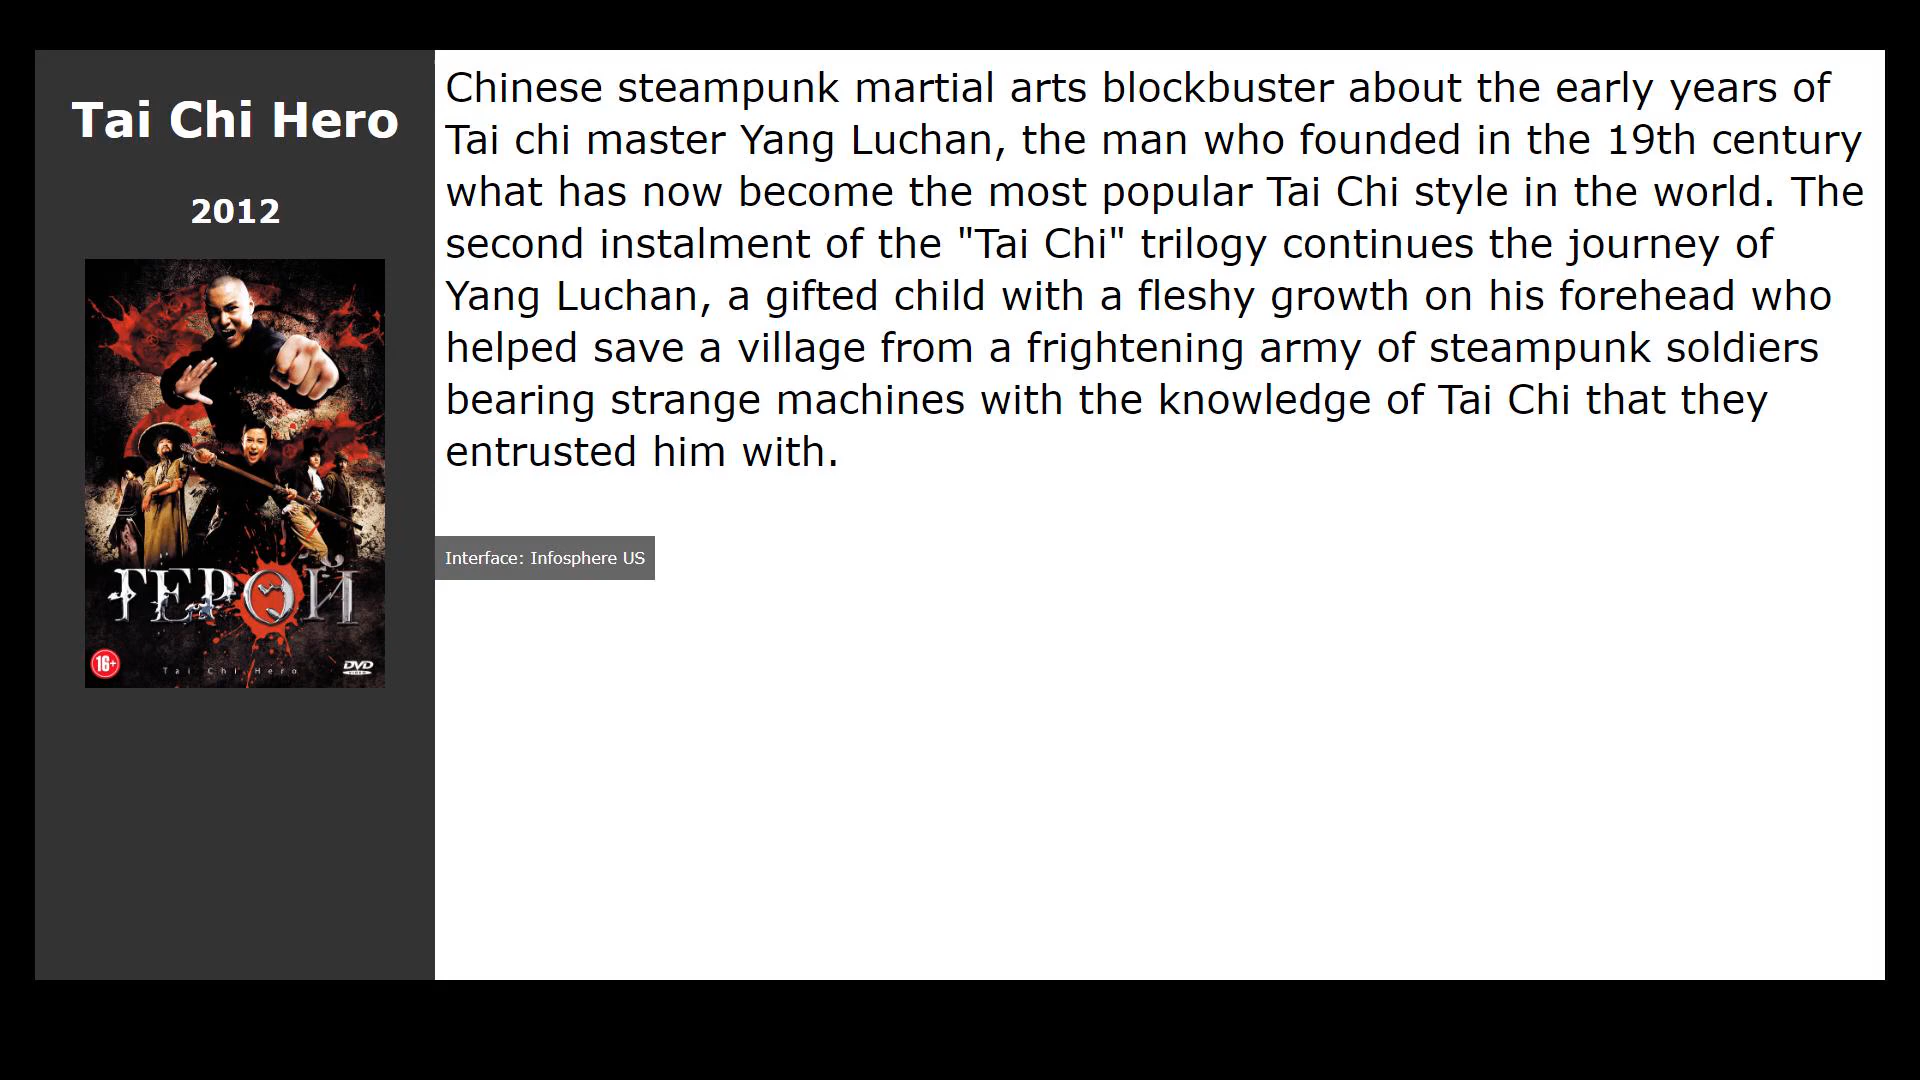 Tai Chi Hero
2012
ГЕРОЙ
16+
Tai Chi Hero
DVD
VIDEO
Chinese steampunk martial arts blockbuster about the early years of
Tai chi master Yang Luchan, the man who founded in the 19th century
what has now become the most popular Tai Chi style in the world. The
second instalment of the "Tai Chi" trilogy continues the journey of
Yang Luchan, a gifted child with a fleshy growth on his forehead who
helped save a village from a frightening army of steampunk soldiers
bearing strange machines with the knowledge of Tai Chi that they
entrusted him with.
Interface: Infosphere US